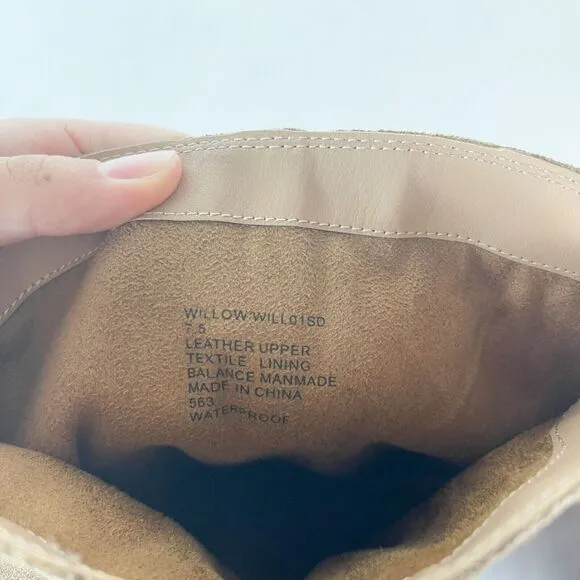 WILLOW WILL01SD
7.5
LEATHER UPPER
TEXTILE LINING
BALANCE MANMADE
MADE IN CHINA
563
WATERPROOF